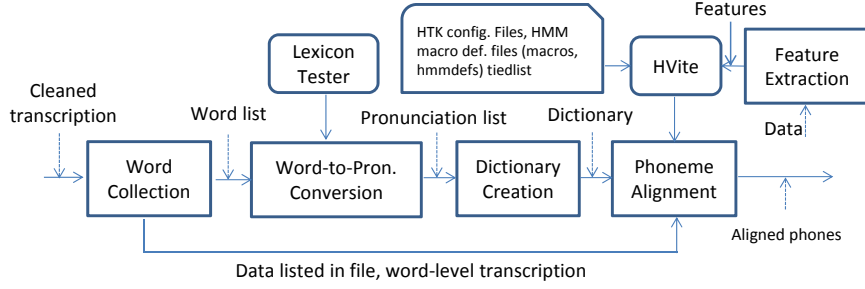 Features
HTK config. Files, HMM
macro def. files (macros,
hmmdefs) tiedlist
Lexicon
Tester
HVite
Feature
Extraction
Cleaned
transcription
Word list
Pronunciation list
Dictionary
Data
Word
Collection
Word-to-Pron.
Conversion
Dictionary
Creation
Phoneme
Alignment
Aligned phones
Data listed in file, word-level transcription